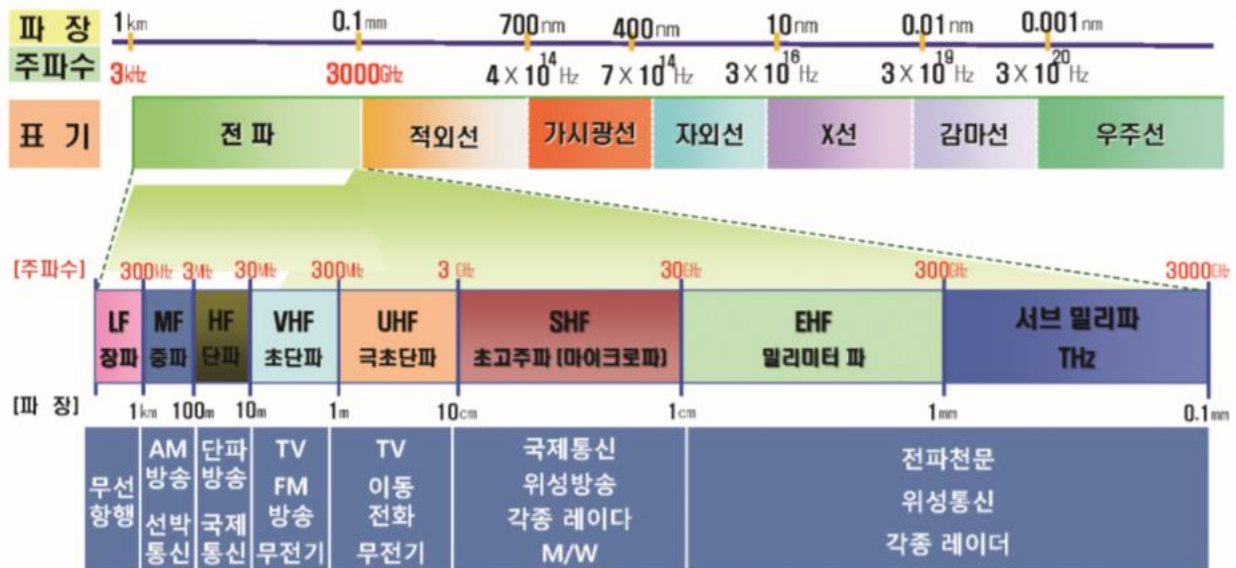 파 장 1km 0.1mm 700nm 400nm 10nm 0.01nm 0.001nm
주파수 3kHz 3000GHz 4 X 10^14 Hz 7 X 10^14 Hz 3 X 10^16 Hz 3 X 10^19 Hz 3 X 10^20 Hz
표 기 전 파 적외선 가시광선 자외선 X선 감마선 우주선
[주파수] 300kHz 3MHz 30MHz 300MHz 3 GHz 30GHz 300GHz 3000GHz
LF MF HF VHF UHF SHF EHF 서브 밀리파
장파 중파 단파 초단파 극초단파 초고주파 (마이크로파) 밀리미터 파 THz
[파 장] 1km 100m 10m 1m 10cm 1cm 1mm 0.1mm
무선
항행
AM
방송
선박
통신
단파
방송
국제
통신
TV
FM
방송
무전기
TV
이동
전화
무전기
국제통신
위성방송
각종 레이다
M/W
전파천문
위성통신
각종 레이더